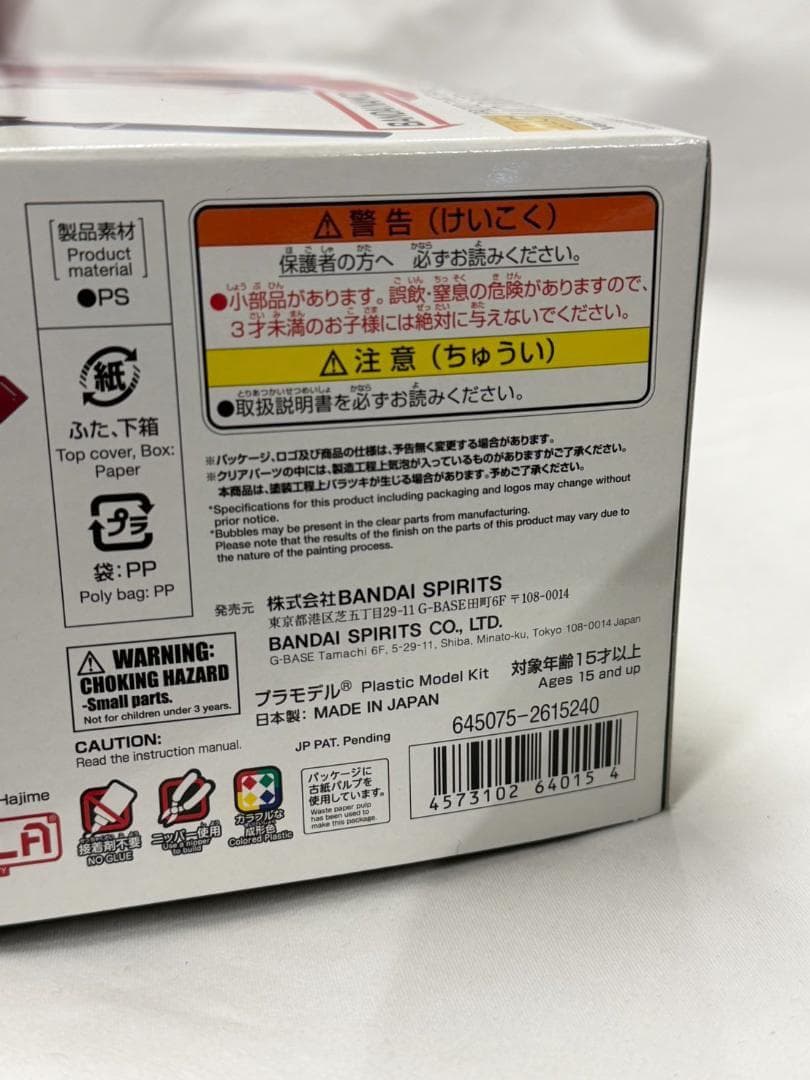 [製品素材]
Product
material
●PS
紙
ふた、下箱
Top cover, Box:
Paper
プラ
袋：PP
Poly bag: PP
警告（けいこく）
保護者の方へ 必ずお読みください。
●小部品があります。誤飲・窒息の危険がありますので、
３才未満のお子様には絶対に与えないでください。
注意（ちゅうい）
●取扱説明書を必ずお読みください。
※パッケージ、ロゴ及び商品の仕様は、予告無く変更する場合があります。
※クリアパーツの中には、製造工程上気泡が入っているものがありますがご了承ください。
本商品は、塗装工程上バラツキが生じる場合があります。予めご了承ください。
*Specifications for this product including packaging and logos may change without
prior notice.
*Bubbles may be present in the clear parts from manufacturing.
Please note that the results of the finish on the parts of this product may vary due to
the nature of the painting process.
発売元 株式会社BANDAI SPIRITS
東京都港区芝五丁目29-11 G-BASE田町6F 〒108-0014
BANDAI SPIRITS CO., LTD.
G-BASE Tamachi 6F, 5-29-11, Shiba, Minato-ku, Tokyo 108-0014 Japan
WARNING:
CHOKING HAZARD
-Small parts.
Not for children under 3 years.
CAUTION:
Read the instruction manual.
プラモデル® Plastic Model Kit
日本製：MADE IN JAPAN
対象年齢15才以上
Ages 15 and up
JP PAT. Pending
645075-2615240
4573102 64015 4
Hajime
接着剤不要
NO GLUE
ニッパー使用
Use a nipper
to build
カラフルな
成形色
Colored Plastic
パッケージに
古紙パルプを
使用しています。
Waste paper pulp
has been used to
make this package.